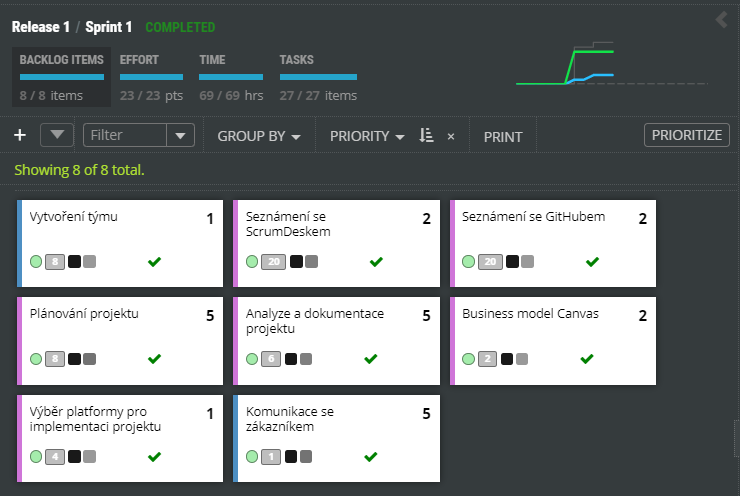 Release 1 / Sprint 1 COMPLETED
BACKLOG ITEMS EFFORT TIME TASKS
8 / 8 items 23 / 23 pts 69 / 69 hrs 27 / 27 items
+ Filter GROUP BY PRIORITY × PRINT PRIORITIZE
Showing 8 of 8 total.
Vytvoření týmu 1
8
Seznámení se 2
ScrumDeskem
20
Seznámení se GitHubem 2
20
Plánování projektu 5
8
Analyze a dokumentace 5
projektu
6
Business model Canvas 2
2
Výběr platformy pro 1
implementaci projektu
4
Komunikace se 5
zákazníkem
1